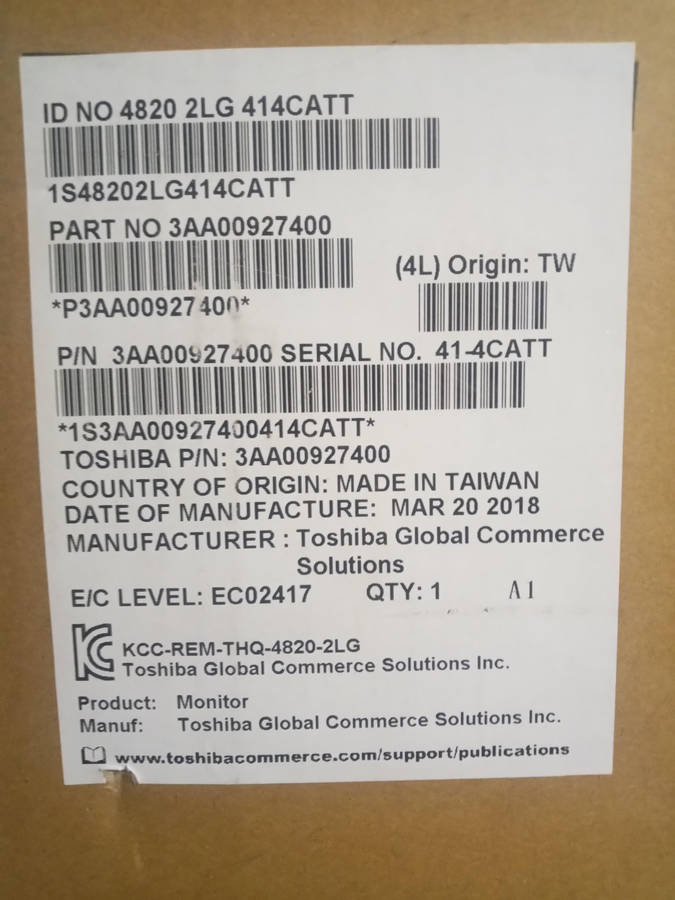 ID NO 4820 2LG 414CATT
1S48202LG414CATT
PART NO 3AA00927400
*P3AA00927400*
(4L) Origin: TW
P/N 3AA00927400 SERIAL NO. 41-4CATT
*1S3AA00927400414CATT*
TOSHIBA P/N: 3AA00927400
COUNTRY OF ORIGIN: MADE IN TAIWAN
DATE OF MANUFACTURE: MAR 20 2018
MANUFACTURER : Toshiba Global Commerce
Solutions
E/C LEVEL: EC02417 QTY: 1 A1
KCC-REM-THQ-4820-2LG
Toshiba Global Commerce Solutions Inc.
Product: Monitor
Manuf: Toshiba Global Commerce Solutions Inc.
www.toshibacommerce.com/support/publications